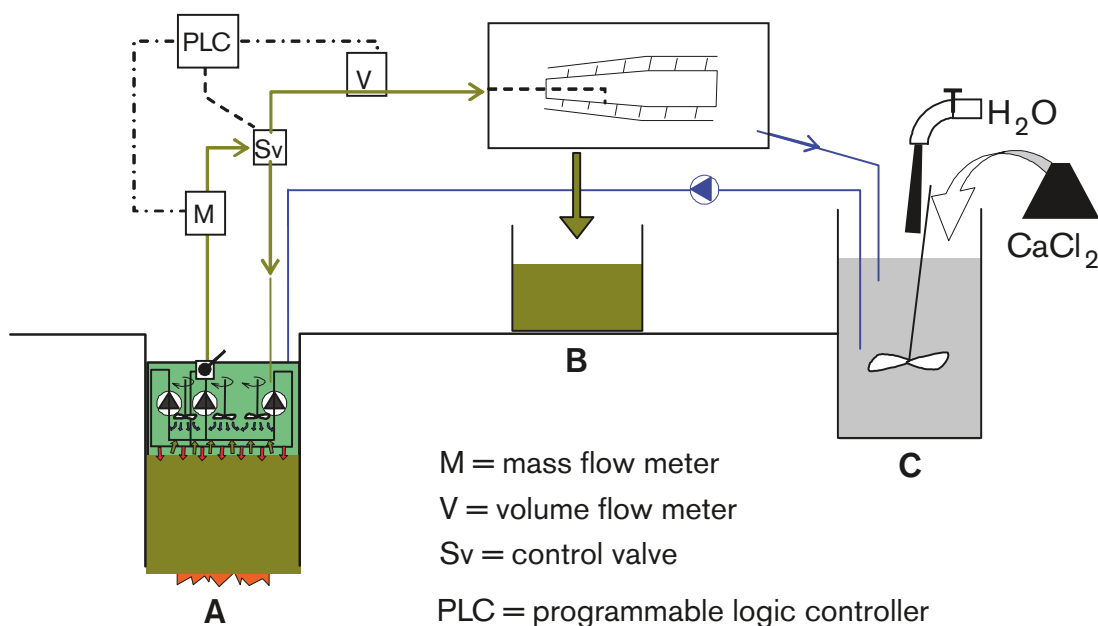 PLC
V
Sv
M
H₂O
CaCl₂
B
C
A
M = mass flow meter
V = volume flow meter
Sv = control valve
PLC = programmable logic controller